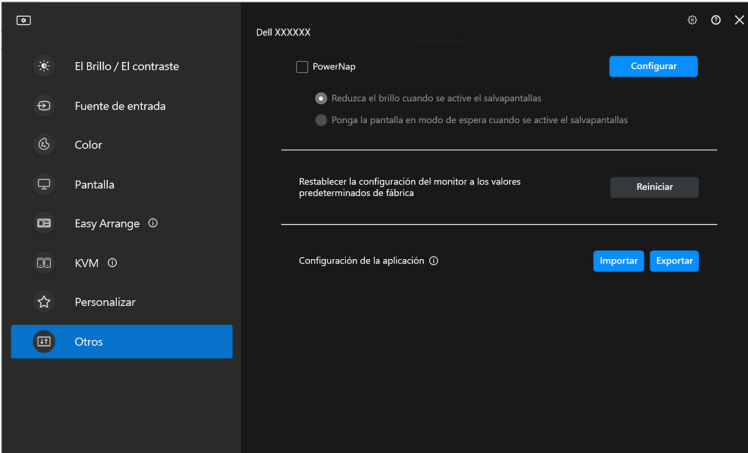 Dell XXXXXX
El Brillo / El contraste
Fuente de entrada
Color
Pantalla
Easy Arrange
KVM
Personalizar
Otros
PowerNap
Configurar
Reduzca el brillo cuando se active el salvapantallas
Ponga la pantalla en modo de espera cuando se active el salvapantallas
Restablecer la configuración del monitor a los valores
predeterminados de fábrica
Reiniciar
Configuración de la aplicación
Importar
Exportar